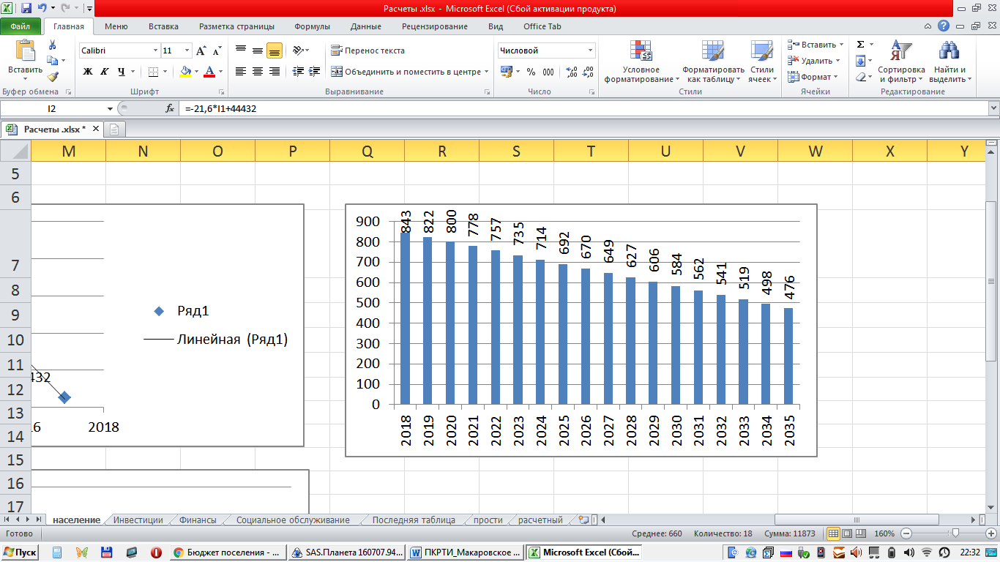 Расчеты .xlsx - Microsoft Excel (Сбой активации продукта)
Файл Главная Меню Вставка Разметка страницы Формулы Данные Рецензирование Вид Office Tab
Вставить
Буфер обмена
Calibri 11
Ж К Ч
Шрифт
Перенос текста
Объединить и поместить в центре
Выравнивание
Числовой
% 000
Число
Условное форматирование
Форматировать как таблицу
Стили ячеек
Стили
Вставить
Удалить
Формат
Ячейки
Σ
Сортировка и фильтр
Найти и выделить
Редактирование
I2 fx =-21,6*I1+44432
Расчеты .xlsx *
M N O P Q R S T U V W X Y
5
6
7
8
9
10
11
12
13
14
15
16
17
Ряд1
Линейная (Ряд1)
432
16 2018
900
800
700
600
500
400
300
200
100
0
843 822 800 778 757 735 714 692 670 649 627 606 584 562 541 519 498 476
2018 2019 2020 2021 2022 2023 2024 2025 2026 2027 2028 2029 2030 2031 2032 2033 2034 2035
население Инвестиции Финансы Социальное обслуживание Последняя таблица прости расчетный
Готово Среднее: 660 Количество: 18 Сумма: 11873 160%
Пуск Бюджет поселения - ... SAS.Планета 160707.94... ПКРТИ_Макаровское ... Microsoft Excel (Сбой... 22:32